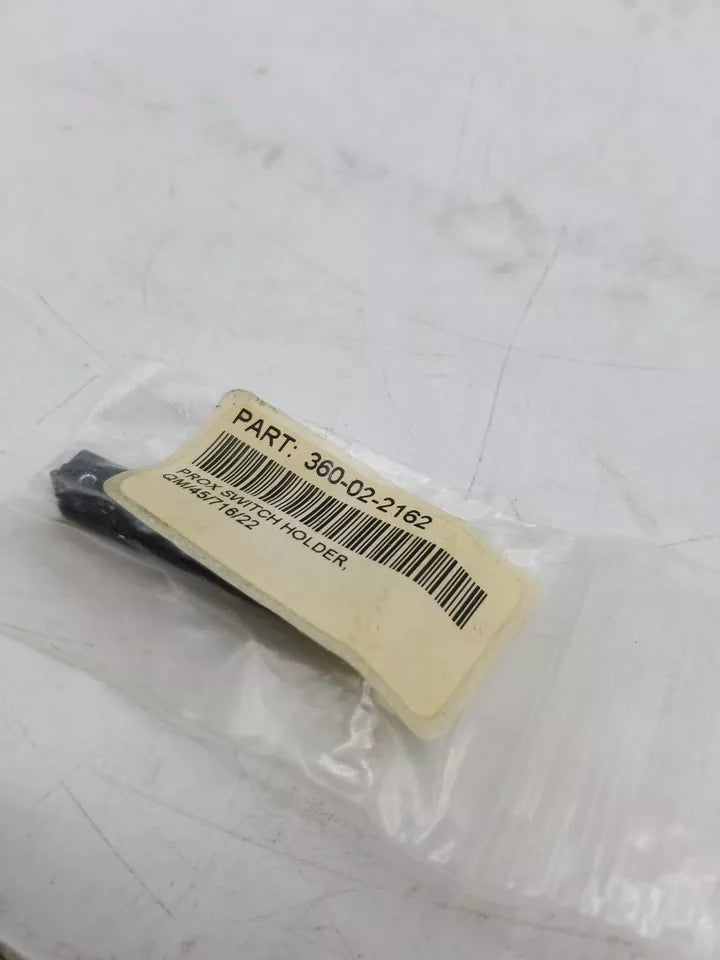 PART: 360-02-2162
PROX SWITCH HOLDER,
QM/45/716/22